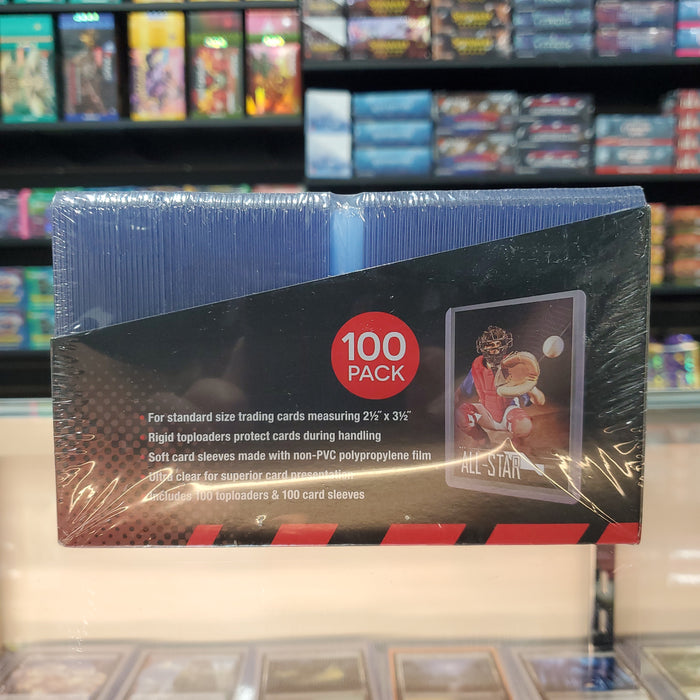 100
PACK
For standard size trading cards measuring 2½" x 3½"
Rigid toploaders protect cards during handling
Soft card sleeves made with non-PVC polypropylene film
Ultra clear for superior card presentation
Includes 100 toploaders & 100 card sleeves
ALL-STAR